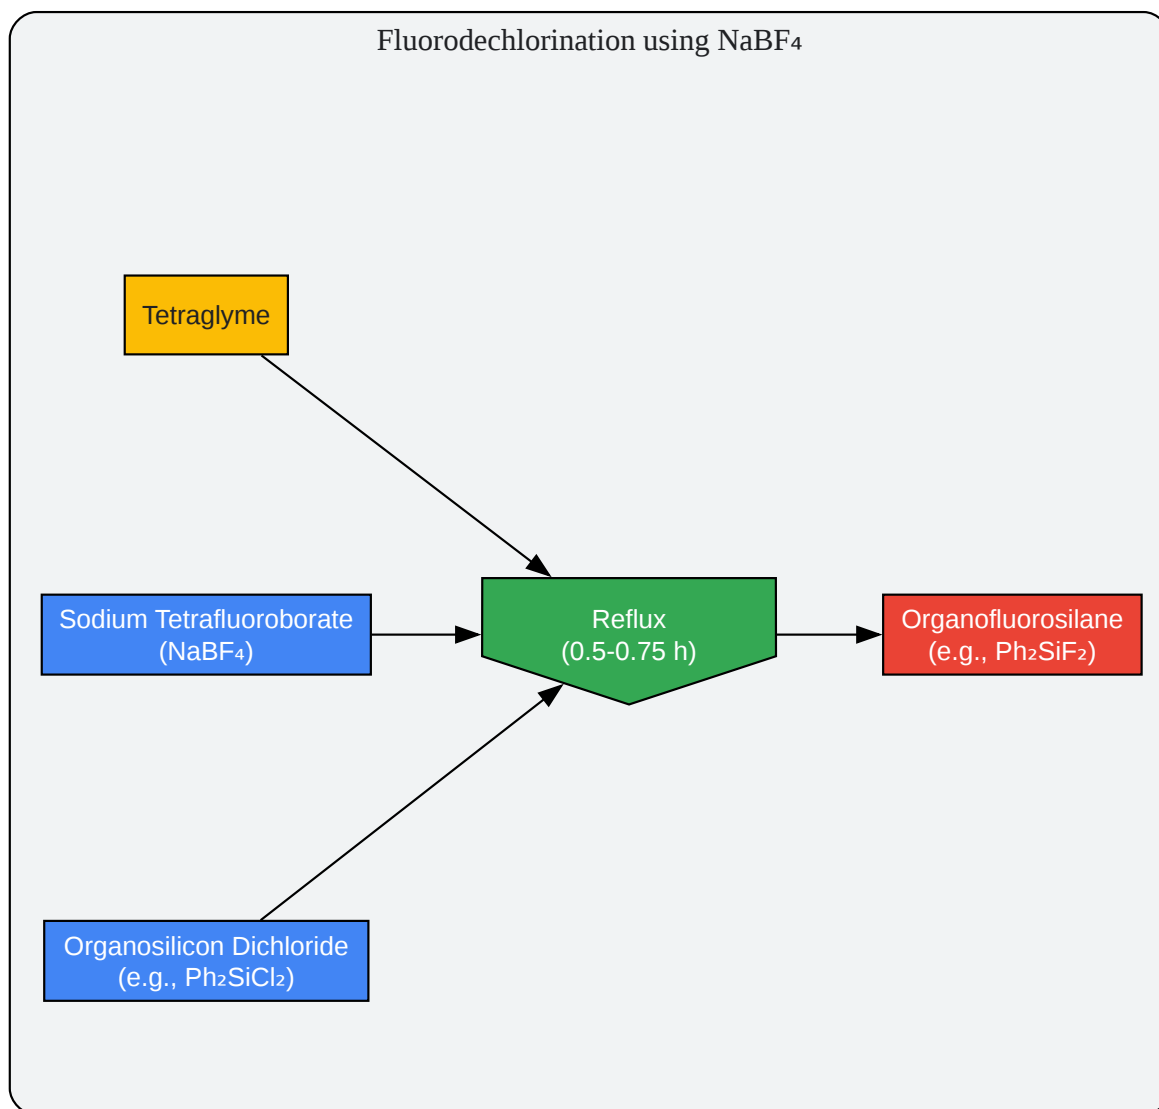 Fluorodechlorination using NaBF₄
Tetraglyme
Sodium Tetrafluoroborate
(NaBF₄)
Reflux
(0.5-0.75 h)
Organofluorosilane
(e.g., Ph₂SiF₂)
Organosilicon Dichloride
(e.g., Ph₂SiCl₂)